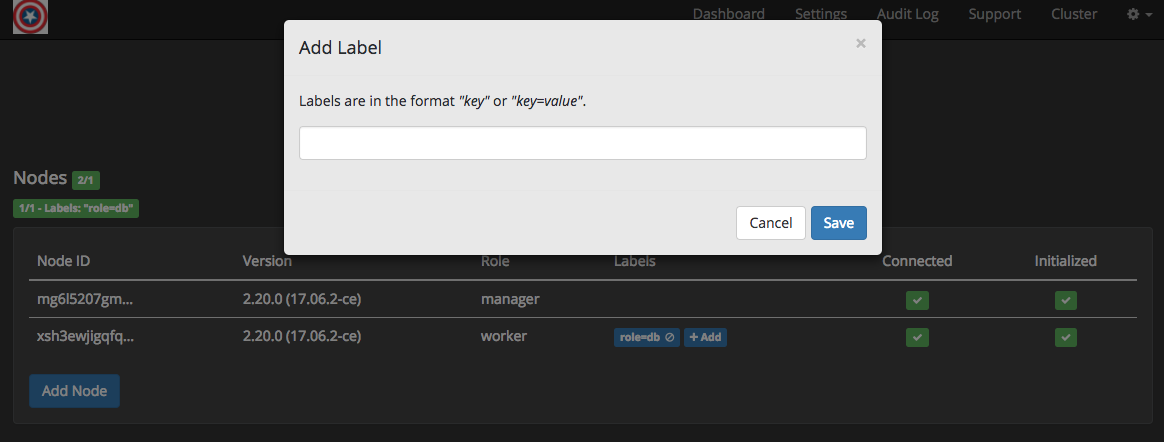 Dashboard Settings Audit Log Support Cluster
Add Label ×
Labels are in the format "key" or "key=value".
Cancel Save
Nodes 2/1
1/1 - Labels: "role=db"
Node ID Version Role Labels Connected Initialized
mg6l5207gm... 2.20.0 (17.06.2-ce) manager
xsh3ewjigqfq... 2.20.0 (17.06.2-ce) worker role=db + Add
Add Node